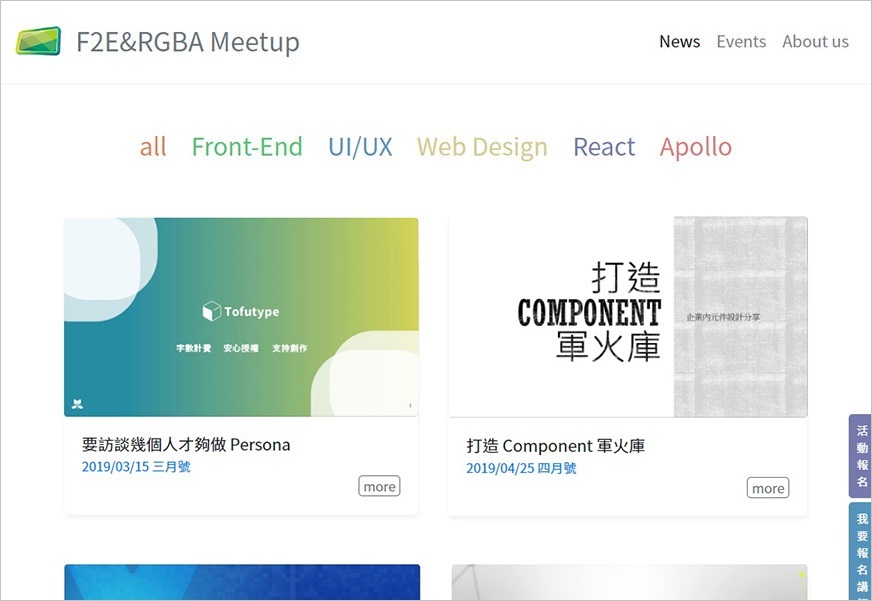 F2E&RGBA Meetup
News Events About us
all Front-End UI/UX Web Design React Apollo
Tofutype
字數計費 安心授權 支持創作
1
要訪談幾個人才夠做 Persona
2019/03/15 三月號
more
打造
COMPONENT
軍火庫
企業內元件設計分享
打造 Component 軍火庫
2019/04/25 四月號
more
活動報名
我要報名講